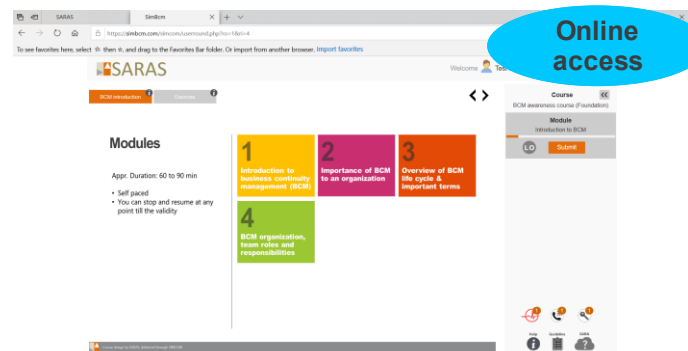 SARAS
SimBcm
https://simbcm.com/simcom/userround.php?ro=18ri=4
To see favorites here, select ☆ then ☆, and drag to the Favorites Bar folder. Or import from another browser. Import favorites
Online
access
SARAS
Welcome
BCM introduction
Exercise
Course
BCM awareness course (Foundation)
Module
Introduction to BCM
LO
Submit
Modules
Appr. Duration: 60 to 90 min
• Self paced
• You can stop and resume at any
point till the validity
1
Introduction to
business continuity
management (BCM)
2
Importance of BCM
to an organization
3
Overview of BCM
life cycle &
important terms
4
BCM organization,
team roles and
responsibilities
1
1
1
Help
Guidelines